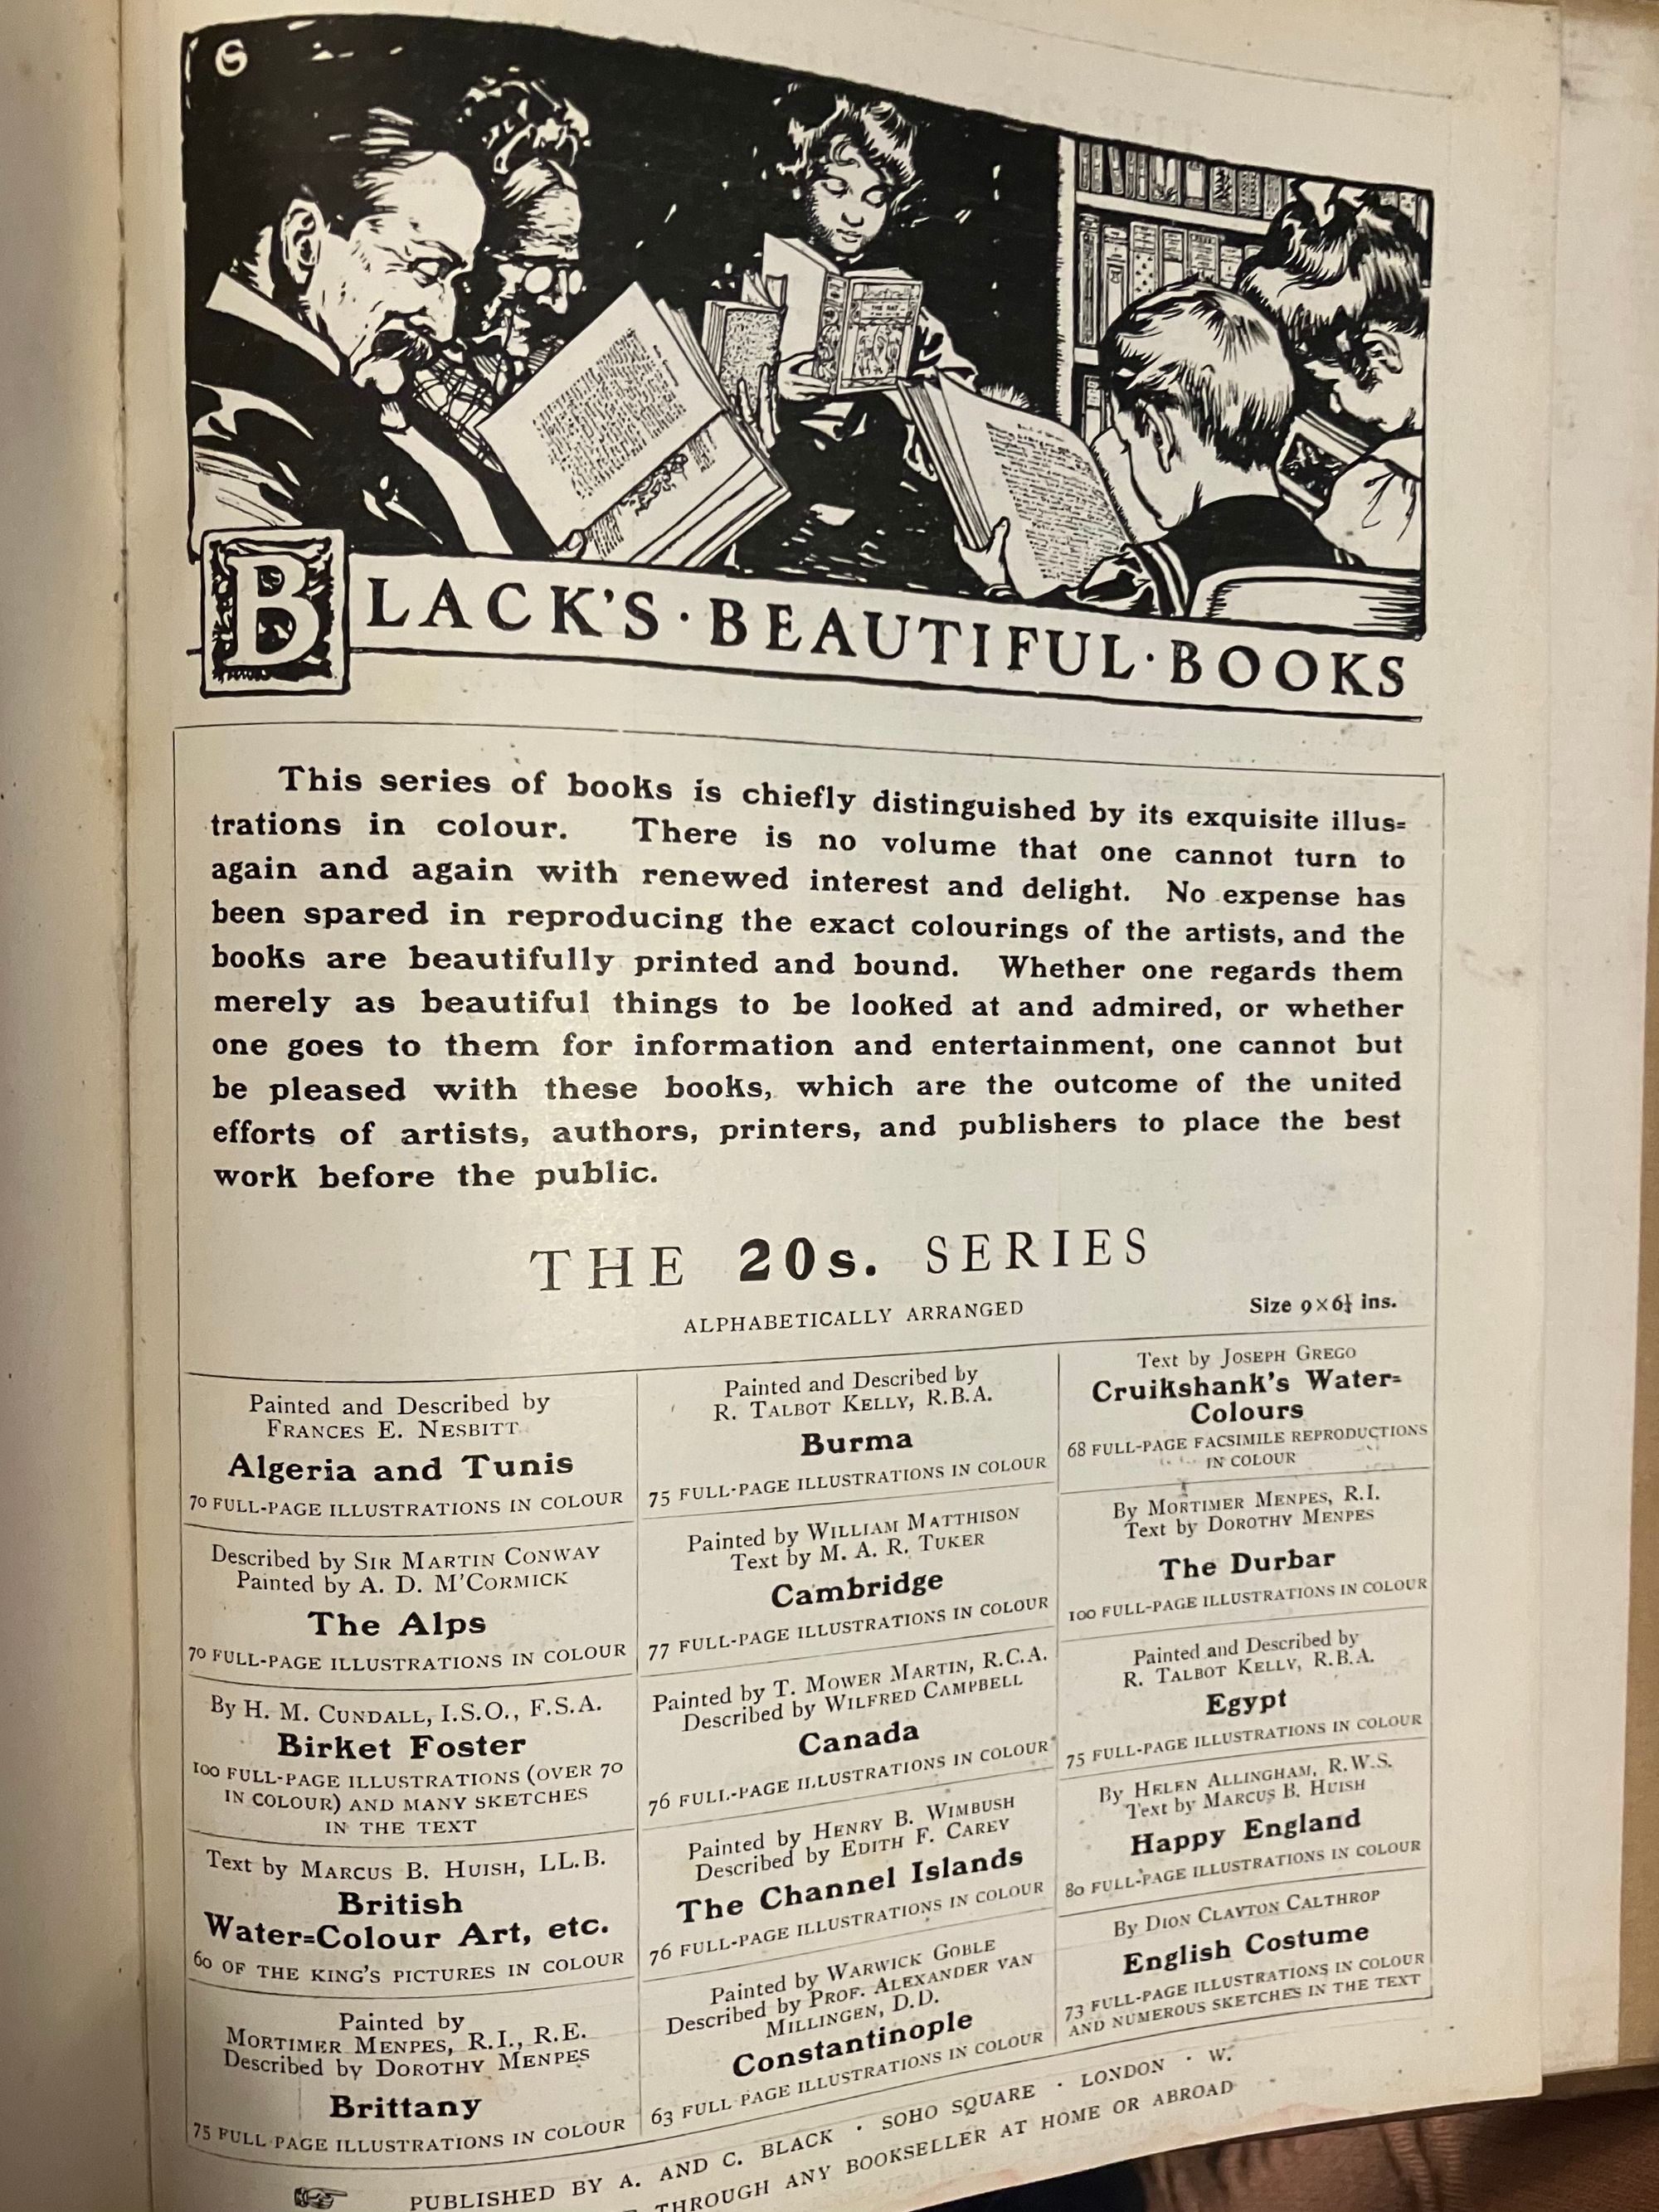 BLACK'S · BEAUTIFUL · BOOKS
This series of books is chiefly distinguished by its exquisite illus=
trations in colour. There is no volume that one cannot turn to
again and again with renewed interest and delight. No expense has
been spared in reproducing the exact colourings of the artists, and the
books are beautifully printed and bound. Whether one regards them
merely as beautiful things to be looked at and admired, or whether
one goes to them for information and entertainment, one cannot but
be pleased with these books, which are the outcome of the united
efforts of artists, authors, printers, and publishers to place the best
work before the public.
THE 20s. SERIES
ALPHABETICALLY ARRANGED
Size 9×6¼ ins.
Painted and Described by
FRANCES E. NESBITT
Algeria and Tunis
70 FULL-PAGE ILLUSTRATIONS IN COLOUR
Described by SIR MARTIN CONWAY
Painted by A. D. M'CORMICK
The Alps
70 FULL-PAGE ILLUSTRATIONS IN COLOUR
By H. M. CUNDALL, I.S.O., F.S.A.
Birket Foster
100 FULL-PAGE ILLUSTRATIONS (OVER 70
IN COLOUR) AND MANY SKETCHES
IN THE TEXT
Text by MARCUS B. HUISH, LL.B.
British
Water=Colour Art, etc.
60 OF THE KING'S PICTURES IN COLOUR
Painted by
MORTIMER MENPES, R.I., R.E.
Described by DOROTHY MENPES
Brittany
75 FULL-PAGE ILLUSTRATIONS IN COLOUR
Painted and Described by
R. TALBOT KELLY, R.B.A.
Burma
75 FULL-PAGE ILLUSTRATIONS IN COLOUR
Painted by WILLIAM MATTHISON
Text by M. A. R. TUKER
Cambridge
77 FULL-PAGE ILLUSTRATIONS IN COLOUR
Painted by T. MOWER MARTIN, R.C.A.
Described by WILFRED CAMPBELL
Canada
76 FULL-PAGE ILLUSTRATIONS IN COLOUR
Painted by HENRY B. WIMBUSH
Described by EDITH F. CAREY
The Channel Islands
76 FULL-PAGE ILLUSTRATIONS IN COLOUR
Painted by WARWICK GOBLE
Described by PROF. ALEXANDER VAN
MILLINGEN, D.D.
Constantinople
63 FULL-PAGE ILLUSTRATIONS IN COLOUR
Text by JOSEPH GREGO
Cruikshank's Water=
Colours
68 FULL-PAGE FACSIMILE REPRODUCTIONS
IN COLOUR
By MORTIMER MENPES, R.I.
Text by DOROTHY MENPES
The Durbar
100 FULL-PAGE ILLUSTRATIONS IN COLOUR
Painted and Described by
R. TALBOT KELLY, R.B.A.
Egypt
75 FULL-PAGE ILLUSTRATIONS IN COLOUR
By HELEN ALLINGHAM, R.W.S.
Text by MARCUS B. HUISH
Happy England
80 FULL-PAGE ILLUSTRATIONS IN COLOUR
By DION CLAYTON CALTHROP
English Costume
73 FULL-PAGE ILLUSTRATIONS IN COLOUR
AND NUMEROUS SKETCHES IN THE TEXT
PUBLISHED BY A. AND C. BLACK · SOHO SQUARE · LONDON · W.
THROUGH ANY BOOKSELLER AT HOME OR ABROAD